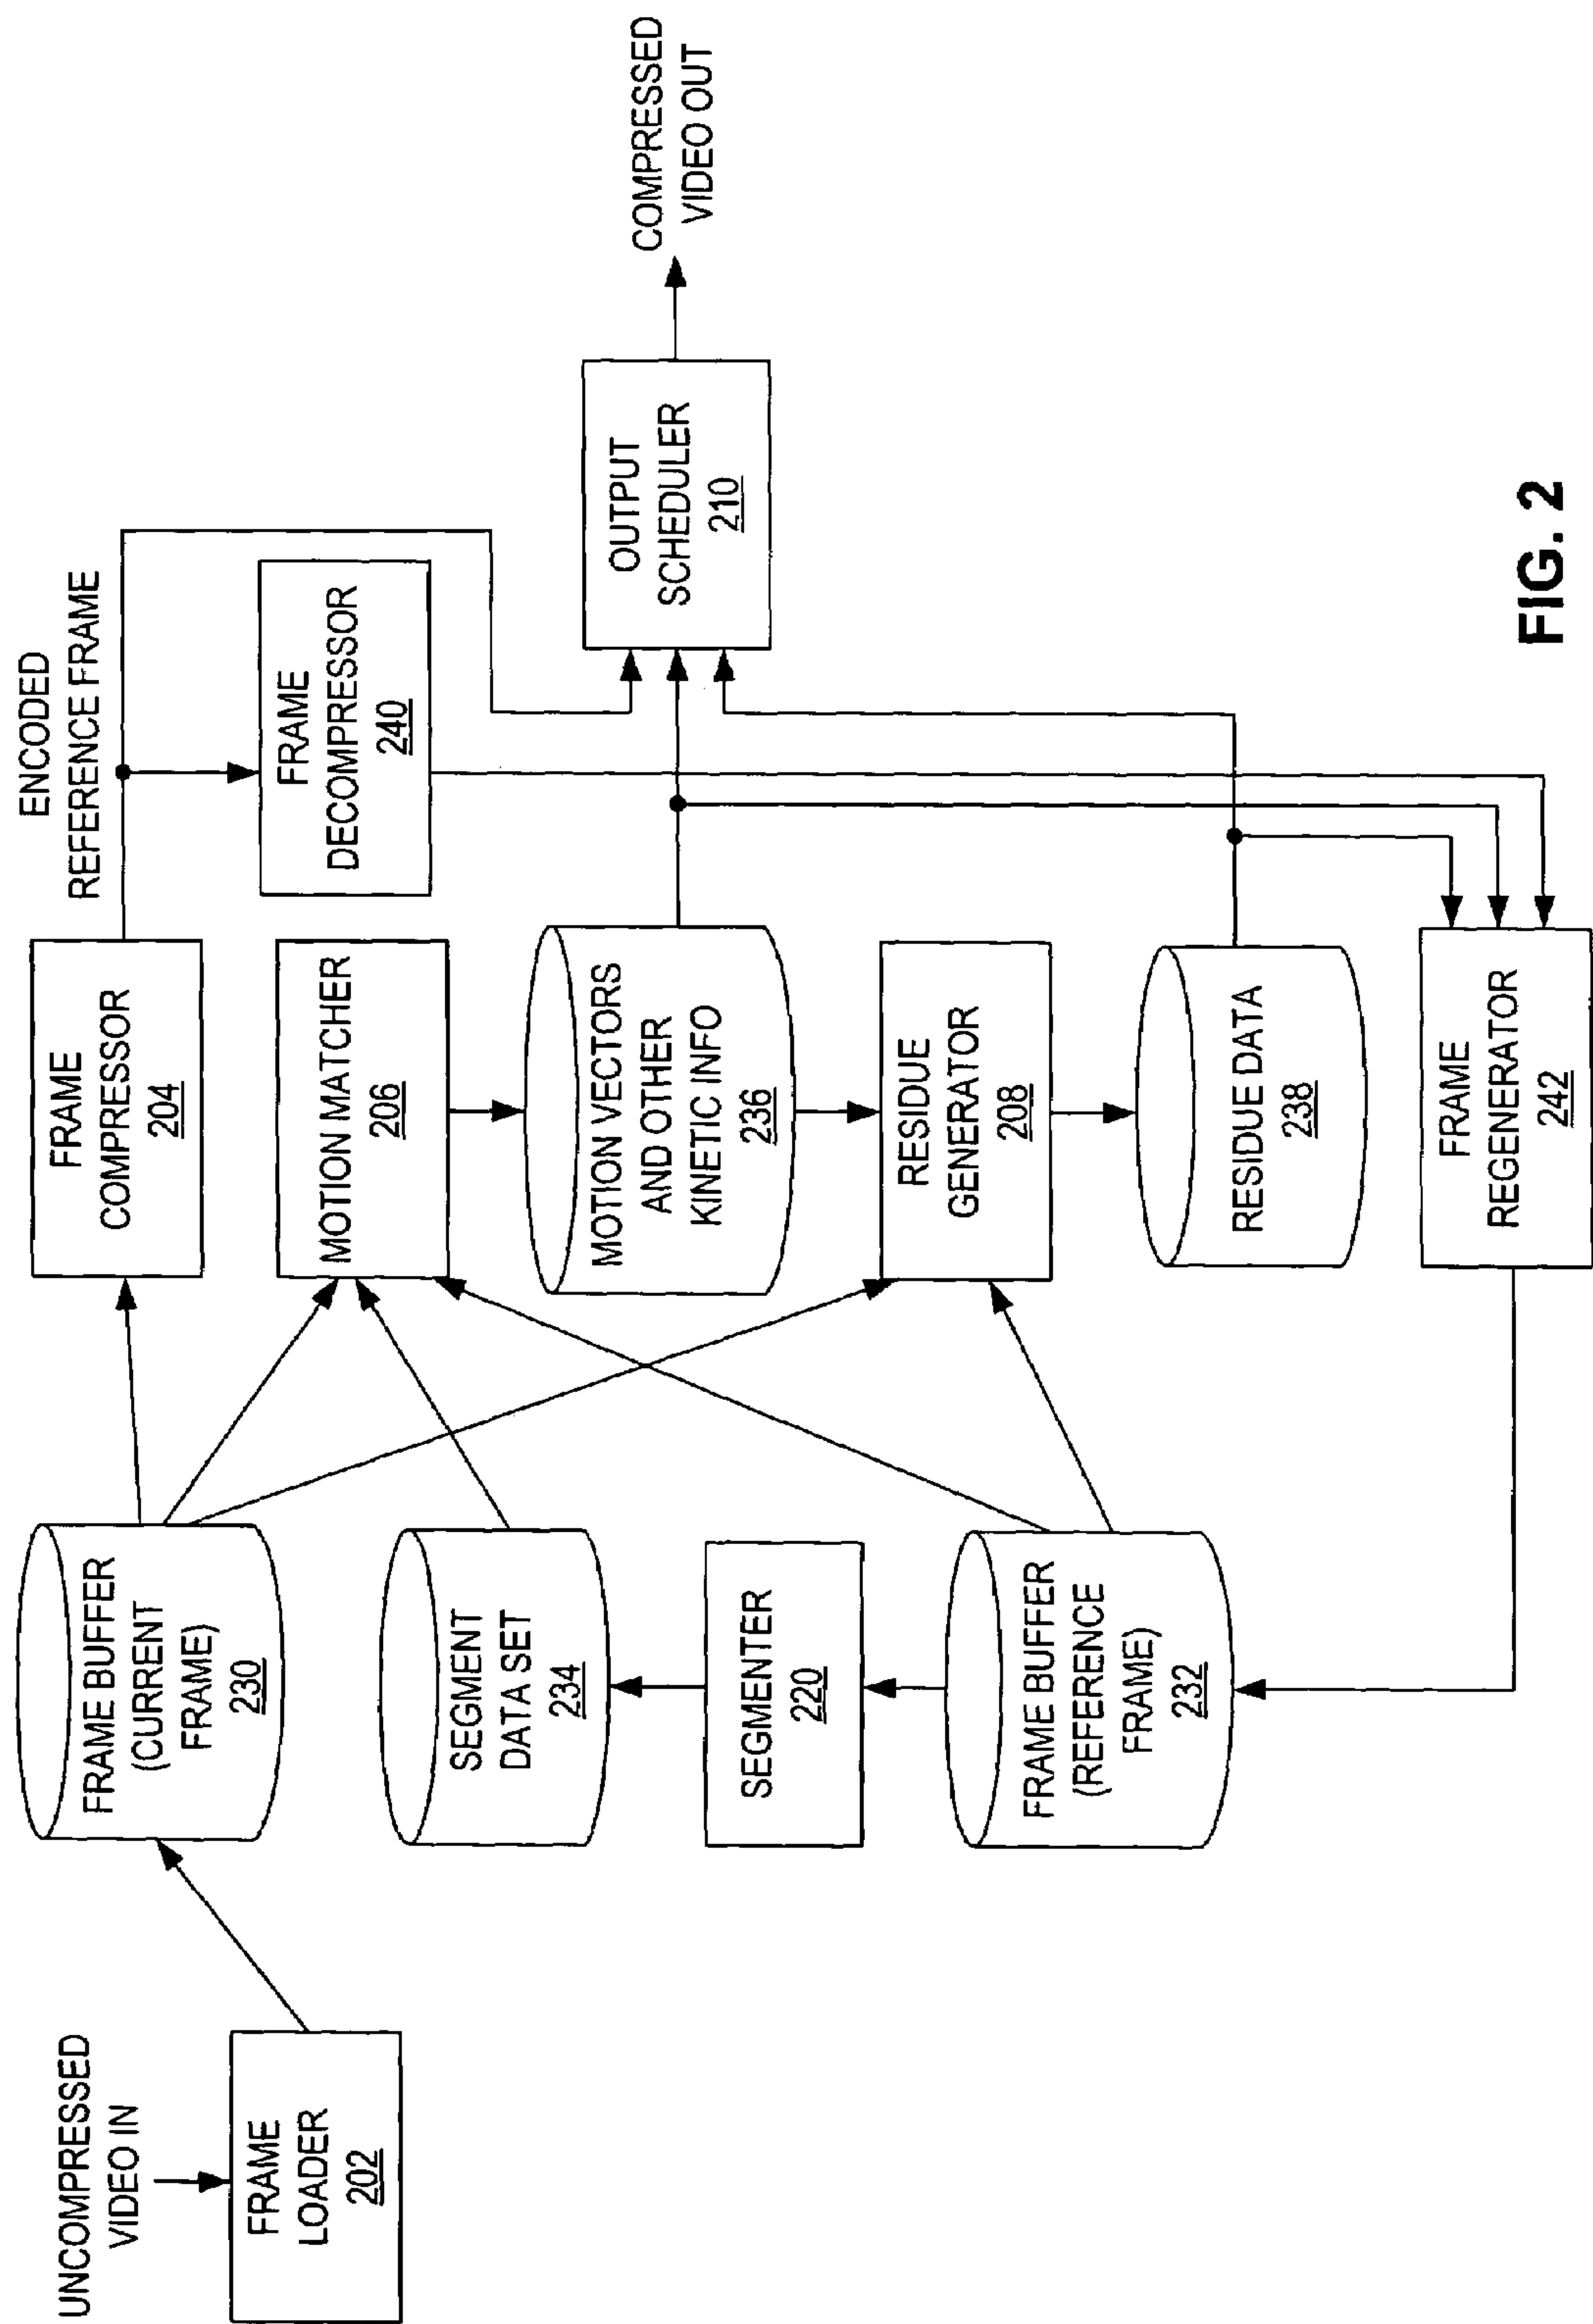 UNCOMPRESSED
VIDEO IN
FRAME
LOADER
202
FRAME BUFFER
(CURRENT
FRAME)
230
SEGMENT
DATA SET
234
SEGMENTER
220
FRAME BUFFER
(REFERENCE
FRAME)
232
FRAME
COMPRESSOR
204
MOTION MATCHER
206
MOTION VECTORS
AND OTHER
KINETIC INFO
236
RESIDUE
GENERATOR
208
RESIDUE DATA
238
FRAME
REGENERATOR
242
ENCODED
REFERENCE FRAME
FRAME
DECOMPRESSOR
240
OUTPUT
SCHEDULER
210
COMPRESSED
VIDEO OUT
FIG. 2